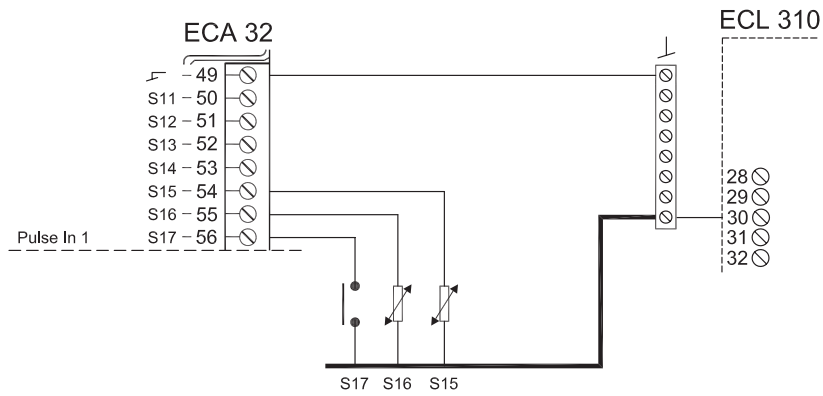 ECA 32
ECL 310
49
S11 - 50
S12 - 51
S13 - 52
S14 - 53
S15 - 54
S16 - 55
S17 - 56
Pulse In 1
28
29
30
31
32
S17 S16 S15